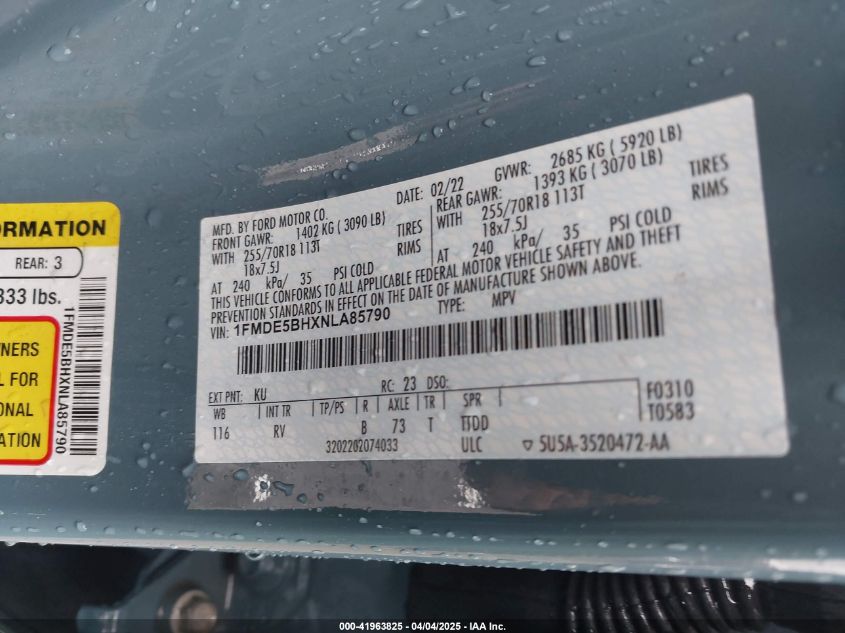 ORMATION
REAR: 3
333 lbs.
WNERS
L FOR
ONAL
ATION
1FMDE5BHXNLA85790
MFD. BY FORD MOTOR CO.
DATE: 02/22 GVWR: 2685 KG ( 5920 LB)
FRONT GAWR: 1402 KG ( 3090 LB)
REAR GAWR: 1393 KG ( 3070 LB)
WITH 255/70R18 113T TIRES
WITH 255/70R18 113T TIRES
18x7.5J RIMS
18x7.5J RIMS
AT 240 kPa/ 35 PSI COLD
AT 240 kPa/ 35 PSI COLD
THIS VEHICLE CONFORMS TO ALL APPLICABLE FEDERAL MOTOR VEHICLE SAFETY AND THEFT
PREVENTION STANDARDS IN EFFECT ON THE DATE OF MANUFACTURE SHOWN ABOVE.
VIN: 1FMDE5BHXNLA85790 TYPE: MPV
EXT PNT: KU RC: 23 DSO: F0310
WB INT TR TP/PS R AXLE TR SPR T0583
116 RV B 73 T TTDD
3202202074033 ULC ▽ 5U5A-3520472-AA
000-41963825 - 04/04/2025 - IAA Inc.